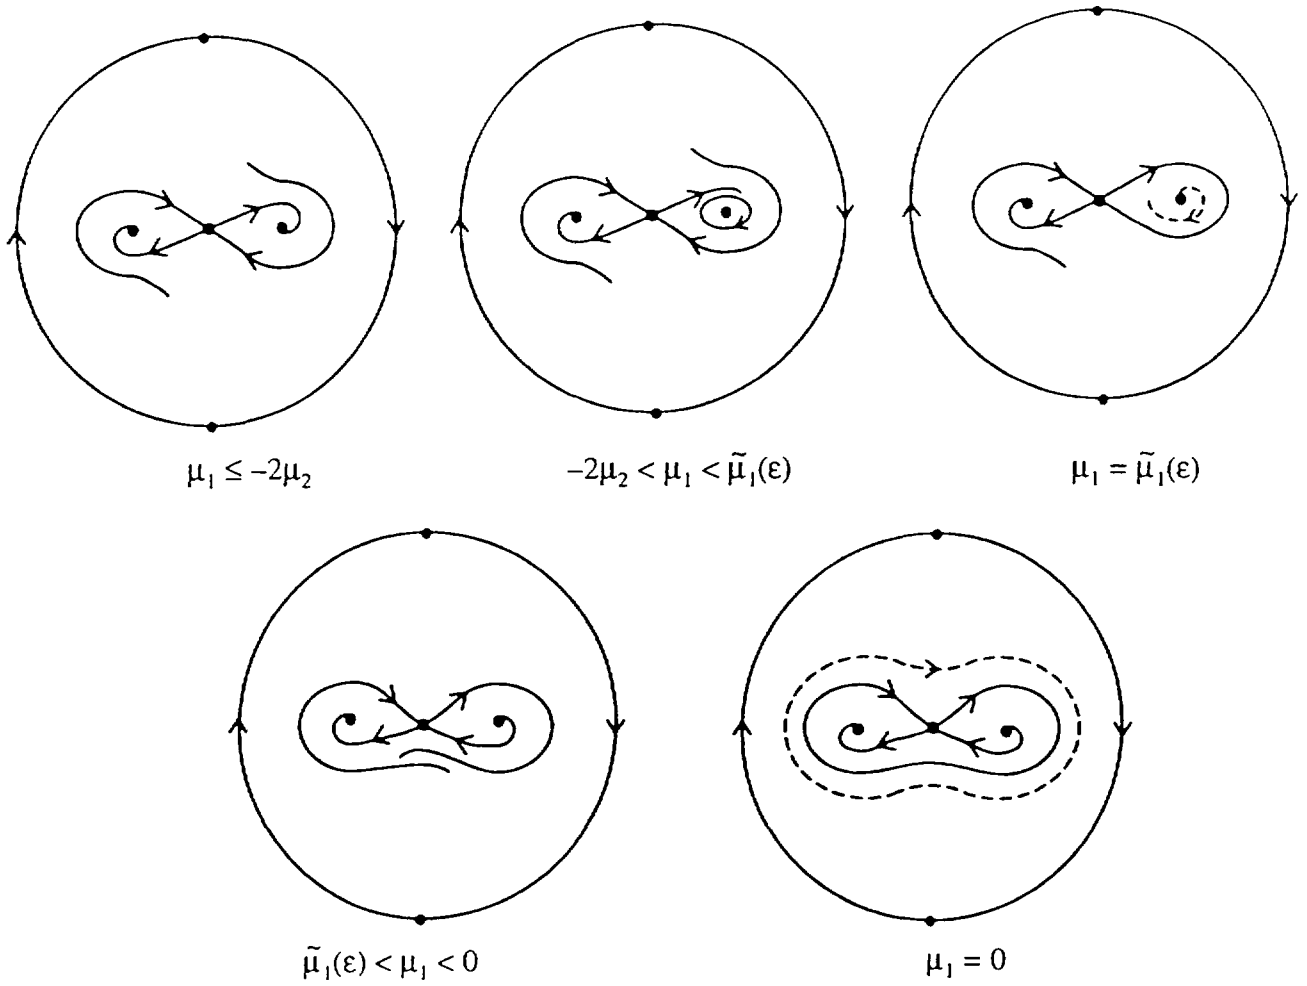 μ₁ ≤ −2μ₂
−2μ₂ < μ₁ < μ̃₁(ε)
μ₁ = μ̃₁(ε)
μ̃₁(ε) < μ₁ < 0
μ₁ = 0